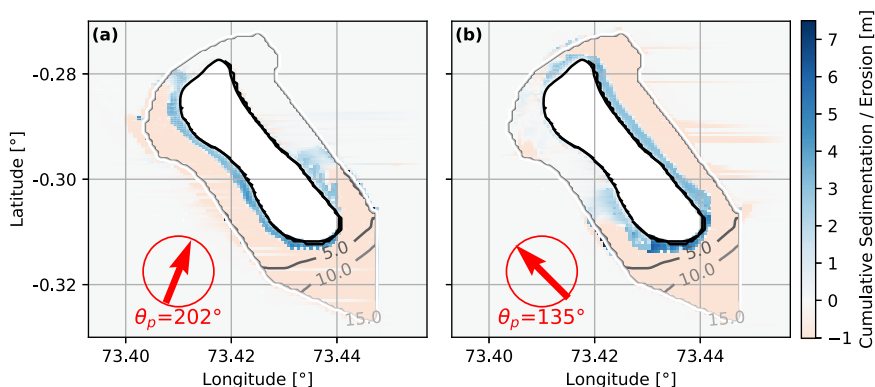 (a)
(b)
-0.28
-0.30
-0.32
Latitude [°]
5.0
10.0
15.0
θp=202°
5.0
10.0
15.0
θp=135°
73.40 73.42 73.44
73.40 73.42 73.44
Longitude [°]
Longitude [°]
7
6
5
4
3
2
1
0
−1
Cumulative Sedimentation / Erosion [m]